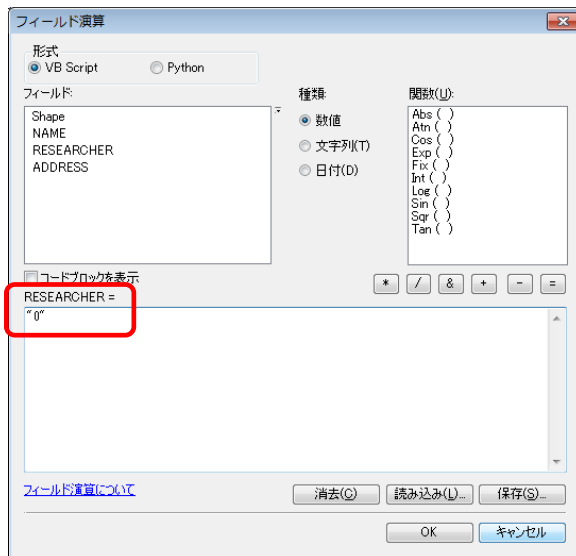 フィールド演算
形式
VB Script
Python
フィールド:
Shape
NAME
RESEARCHER
ADDRESS
種類:
数値
文字列(T)
日付(D)
関数(U):
Abs ( )
Atn ( )
Cos ( )
Exp ( )
Fix ( )
Int ( )
Log ( )
Sin ( )
Sqr ( )
Tan ( )
コードブロックを表示
* / & + - =
RESEARCHER =
"0"
フィールド演算について
消去(C)
読み込み(L)...
保存(S)...
OK
キャンセル